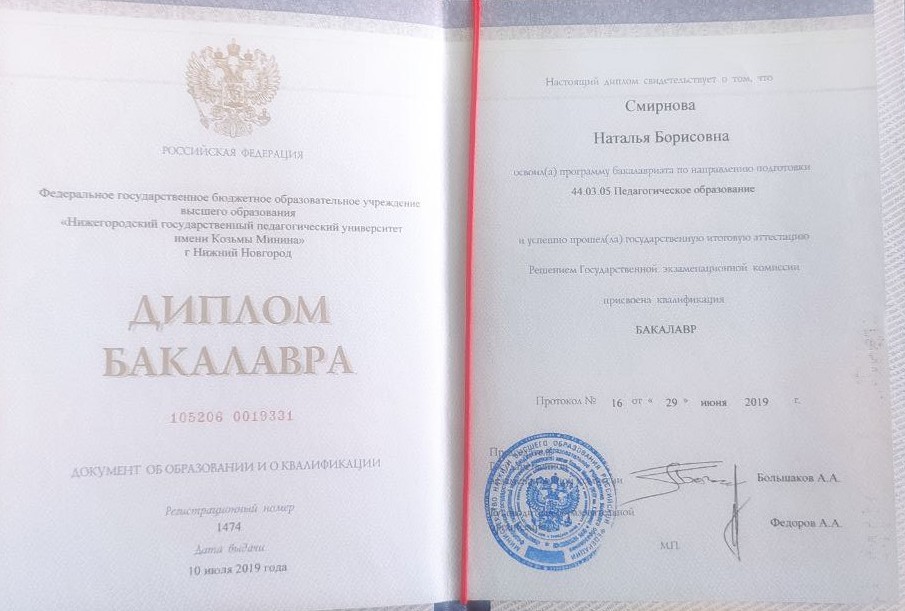 РОССИЙСКАЯ ФЕДЕРАЦИЯ
Федеральное государственное бюджетное образовательное учреждение
высшего образования
«Нижегородский государственный педагогический университет
имени Козьмы Минина»
г Нижний Новгород
ДИПЛОМ
БАКАЛАВРА
105206 0019331
ДОКУМЕНТ ОБ ОБРАЗОВАНИИ И О КВАЛИФИКАЦИИ
Регистрационный номер
1474
Дата выдачи
10 июля 2019 года
Настоящий диплом свидетельствует о том, что
Смирнова
Наталья Борисовна
освоил(а) программу бакалавриата по направлению подготовки
44.03.05 Педагогическое образование
и успешно прошел(ла) государственную итоговую аттестацию
Решением Государственной экзаменационной комиссии
присвоена квалификация
БАКАЛАВР
Протокол № 16 от « 29 » июня 2019 г.
Большаков А.А.
Федоров А.А.
М.П.